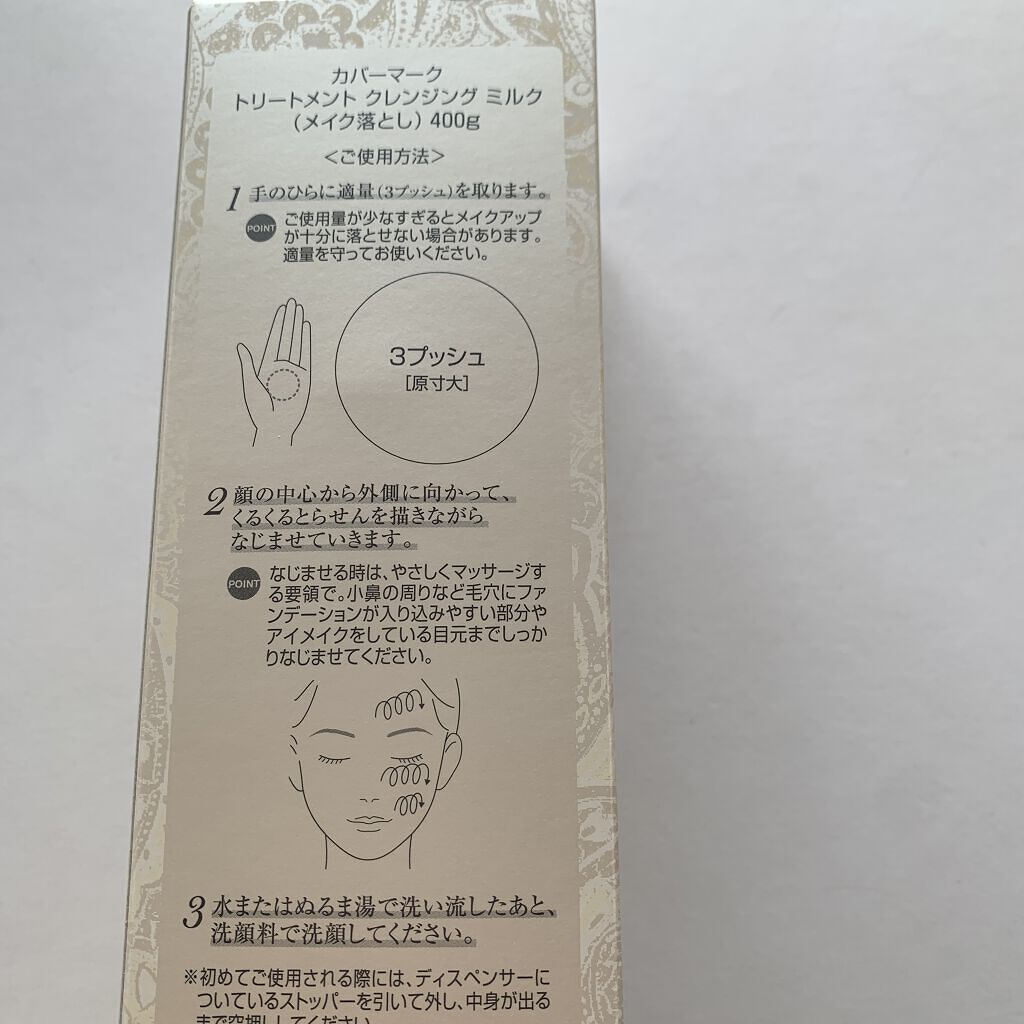 カバーマーク
トリートメント クレンジング ミルク
(メイク落とし) 400g
<ご使用方法>
1 手のひらに適量(3プッシュ)を取ります。
POINT ご使用量が少なすぎるとメイクアップ
が十分に落とせない場合があります。
適量を守ってお使いください。
3プッシュ
[原寸大]
2 顔の中心から外側に向かって、
くるくるとらせんを描きながら
なじませていきます。
POINT なじませる時は、やさしくマッサージす
る要領で。小鼻の周りなど毛穴にファ
ンデーションが入り込みやすい部分や
アイメイクをしている目元までしっか
りなじませてください。
3 水またはぬるま湯で洗い流したあと、
洗顔料で洗顔してください。
※初めてご使用される際には、ディスペンサーに
ついているストッパーを引いて外し、中身が出る
まで空押ししてください。